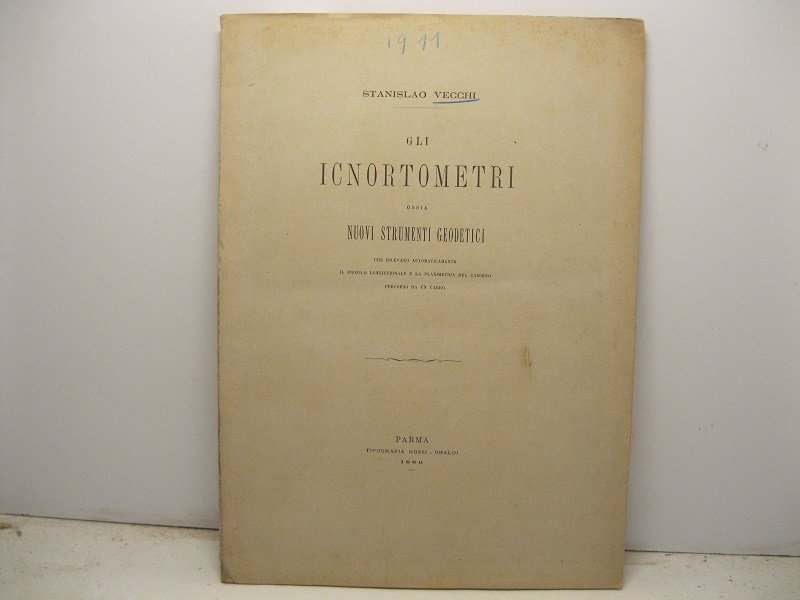 1911
STANISLAO VECCHI
GLI
ICNORTOMETRI
OSSIA
NUOVI STRUMENTI GEODETICI
CHE RILEVANO AUTOMATICAMENTE
IL PROFILO LONGITUDINALE E LA PLANIMETRIA DEL CAMMINO
PERCORSO DA UN CARRO
PARMA
TIPOGRAFIA ROSSI-UBALDI
1880